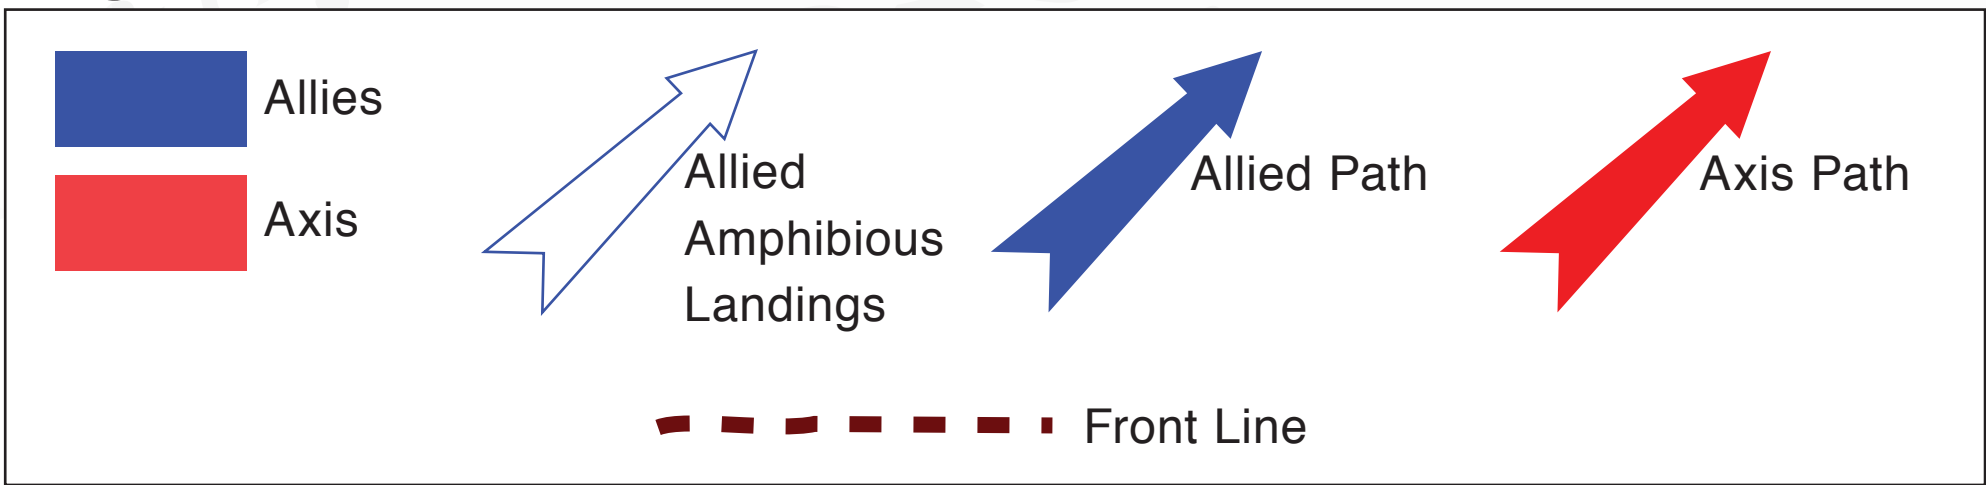 Allies
Axis
Allied
Amphibious
Landings
Allied Path
Axis Path
Front Line